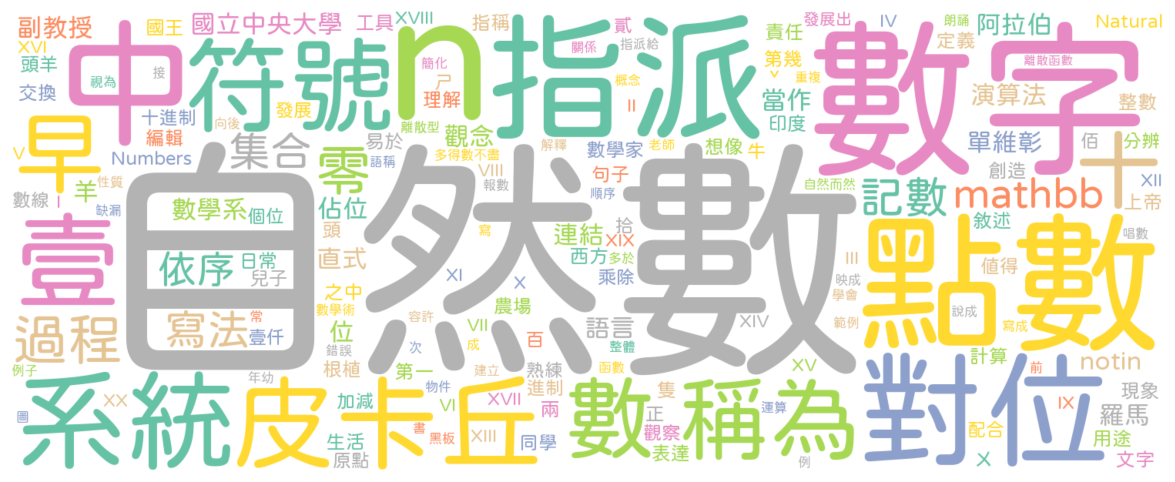 自然數
數字
點數
指派
符號
n
中
系統
皮卡丘
數
稱為
對位
壹
早
十
零
過程
寫法
記數
mathbb
集合
依序
數學系
副教授
國立中央大學
工具
XVIII
指稱
貳
責任
發展出
IV
朗誦
Natural
XVI
國王
關係
指派給
第幾
阿拉伯
定義
離散函數
頭羊
視為
接
簡化
ㄕ
概念
ˇ
重複
交換
十進制
發展
理解
II
當作
演算法
整數
編輯
向後
離散型
觀念
易於
印度
單維彰
佰
分辨
V
Numbers
多得數不盡
解釋
老師
數學家
想像
牛
創造
XII
性質
羊
語稱
VIII
報數
句子
順序
自然而然
上帝
數線
I
缺漏
個位
佔位
頭
拾
敘述
唱數
寫
連結
XIX
日常
直式
西方
多於
III
值得
兒子
XI
X
乘除
映成
學會
之中
農場
數學術
常
壹仟
位
容許
VII
語言
XIV
範例
說成
寫成
錯誤
次
成
百
整體
例子
根植
第一
建立
熟練
函數
XV
計算
notin
年幼
進制
隻
前
現象
圖
XX
加減
物件
VI
XVII
兩
正
運算
IX
羅馬
生活
書
黑板
XIII
同學
觀察
配合
用途
原點
表達
例
X
文字